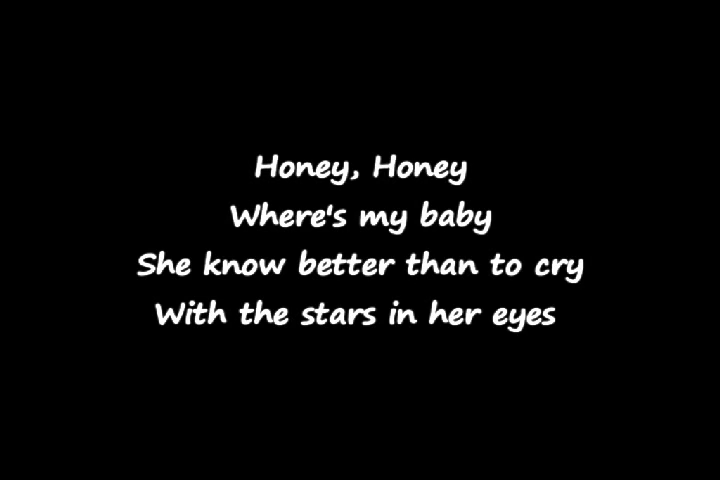 Honey, Honey
Where's my baby
She know better than to cry
With the stars in her eyes